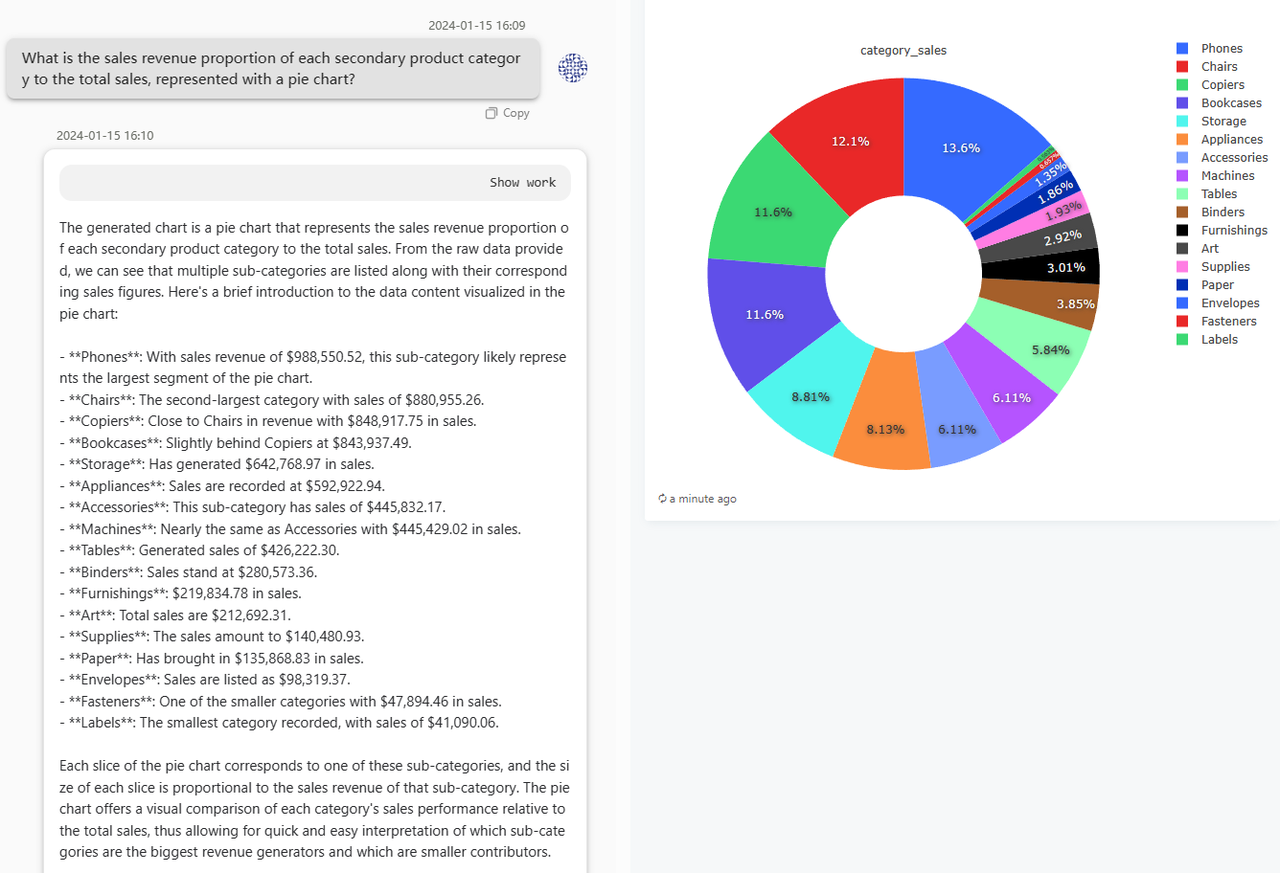 2024-01-15 16:09
What is the sales revenue proportion of each secondary product categor
y to the total sales, represented with a pie chart?
Copy
2024-01-15 16:10
Show work
The generated chart is a pie chart that represents the sales revenue proportion o
f each secondary product category to the total sales. From the raw data provide
d, we can see that multiple sub-categories are listed along with their correspond
ing sales figures. Here's a brief introduction to the data content visualized in the
pie chart:
- **Phones**: With sales revenue of $988,550.52, this sub-category likely represe
nts the largest segment of the pie chart.
- **Chairs**: The second-largest category with sales of $880,955.26.
- **Copiers**: Close to Chairs in revenue with $848,917.75 in sales.
- **Bookcases**: Slightly behind Copiers at $843,937.49.
- **Storage**: Has generated $642,768.97 in sales.
- **Appliances**: Sales are recorded at $592,922.94.
- **Accessories**: This sub-category has sales of $445,832.17.
- **Machines**: Nearly the same as Accessories with $445,429.02 in sales.
- **Tables**: Generated sales of $426,222.30.
- **Binders**: Sales stand at $280,573.36.
- **Furnishings**: $219,834.78 in sales.
- **Art**: Total sales are $212,692.31.
- **Supplies**: The sales amount to $140,480.93.
- **Paper**: Has brought in $135,868.83 in sales.
- **Envelopes**: Sales are listed as $98,319.37.
- **Fasteners**: One of the smaller categories with $47,894.46 in sales.
- **Labels**: The smallest category recorded, with sales of $41,090.06.
Each slice of the pie chart corresponds to one of these sub-categories, and the si
ze of each slice is proportional to the sales revenue of that sub-category. The pie
chart offers a visual comparison of each category's sales performance relative to
the total sales, thus allowing for quick and easy interpretation of which sub-cate
gories are the biggest revenue generators and which are smaller contributors.
category_sales
13.6%
12.1%
11.6%
11.6%
8.81%
8.13%
6.11%
6.11%
5.84%
3.85%
3.01%
2.92%
1.93%
1.86%
1.35%
Phones
Chairs
Copiers
Bookcases
Storage
Appliances
Accessories
Machines
Tables
Binders
Furnishings
Art
Supplies
Paper
Envelopes
Fasteners
Labels
a minute ago